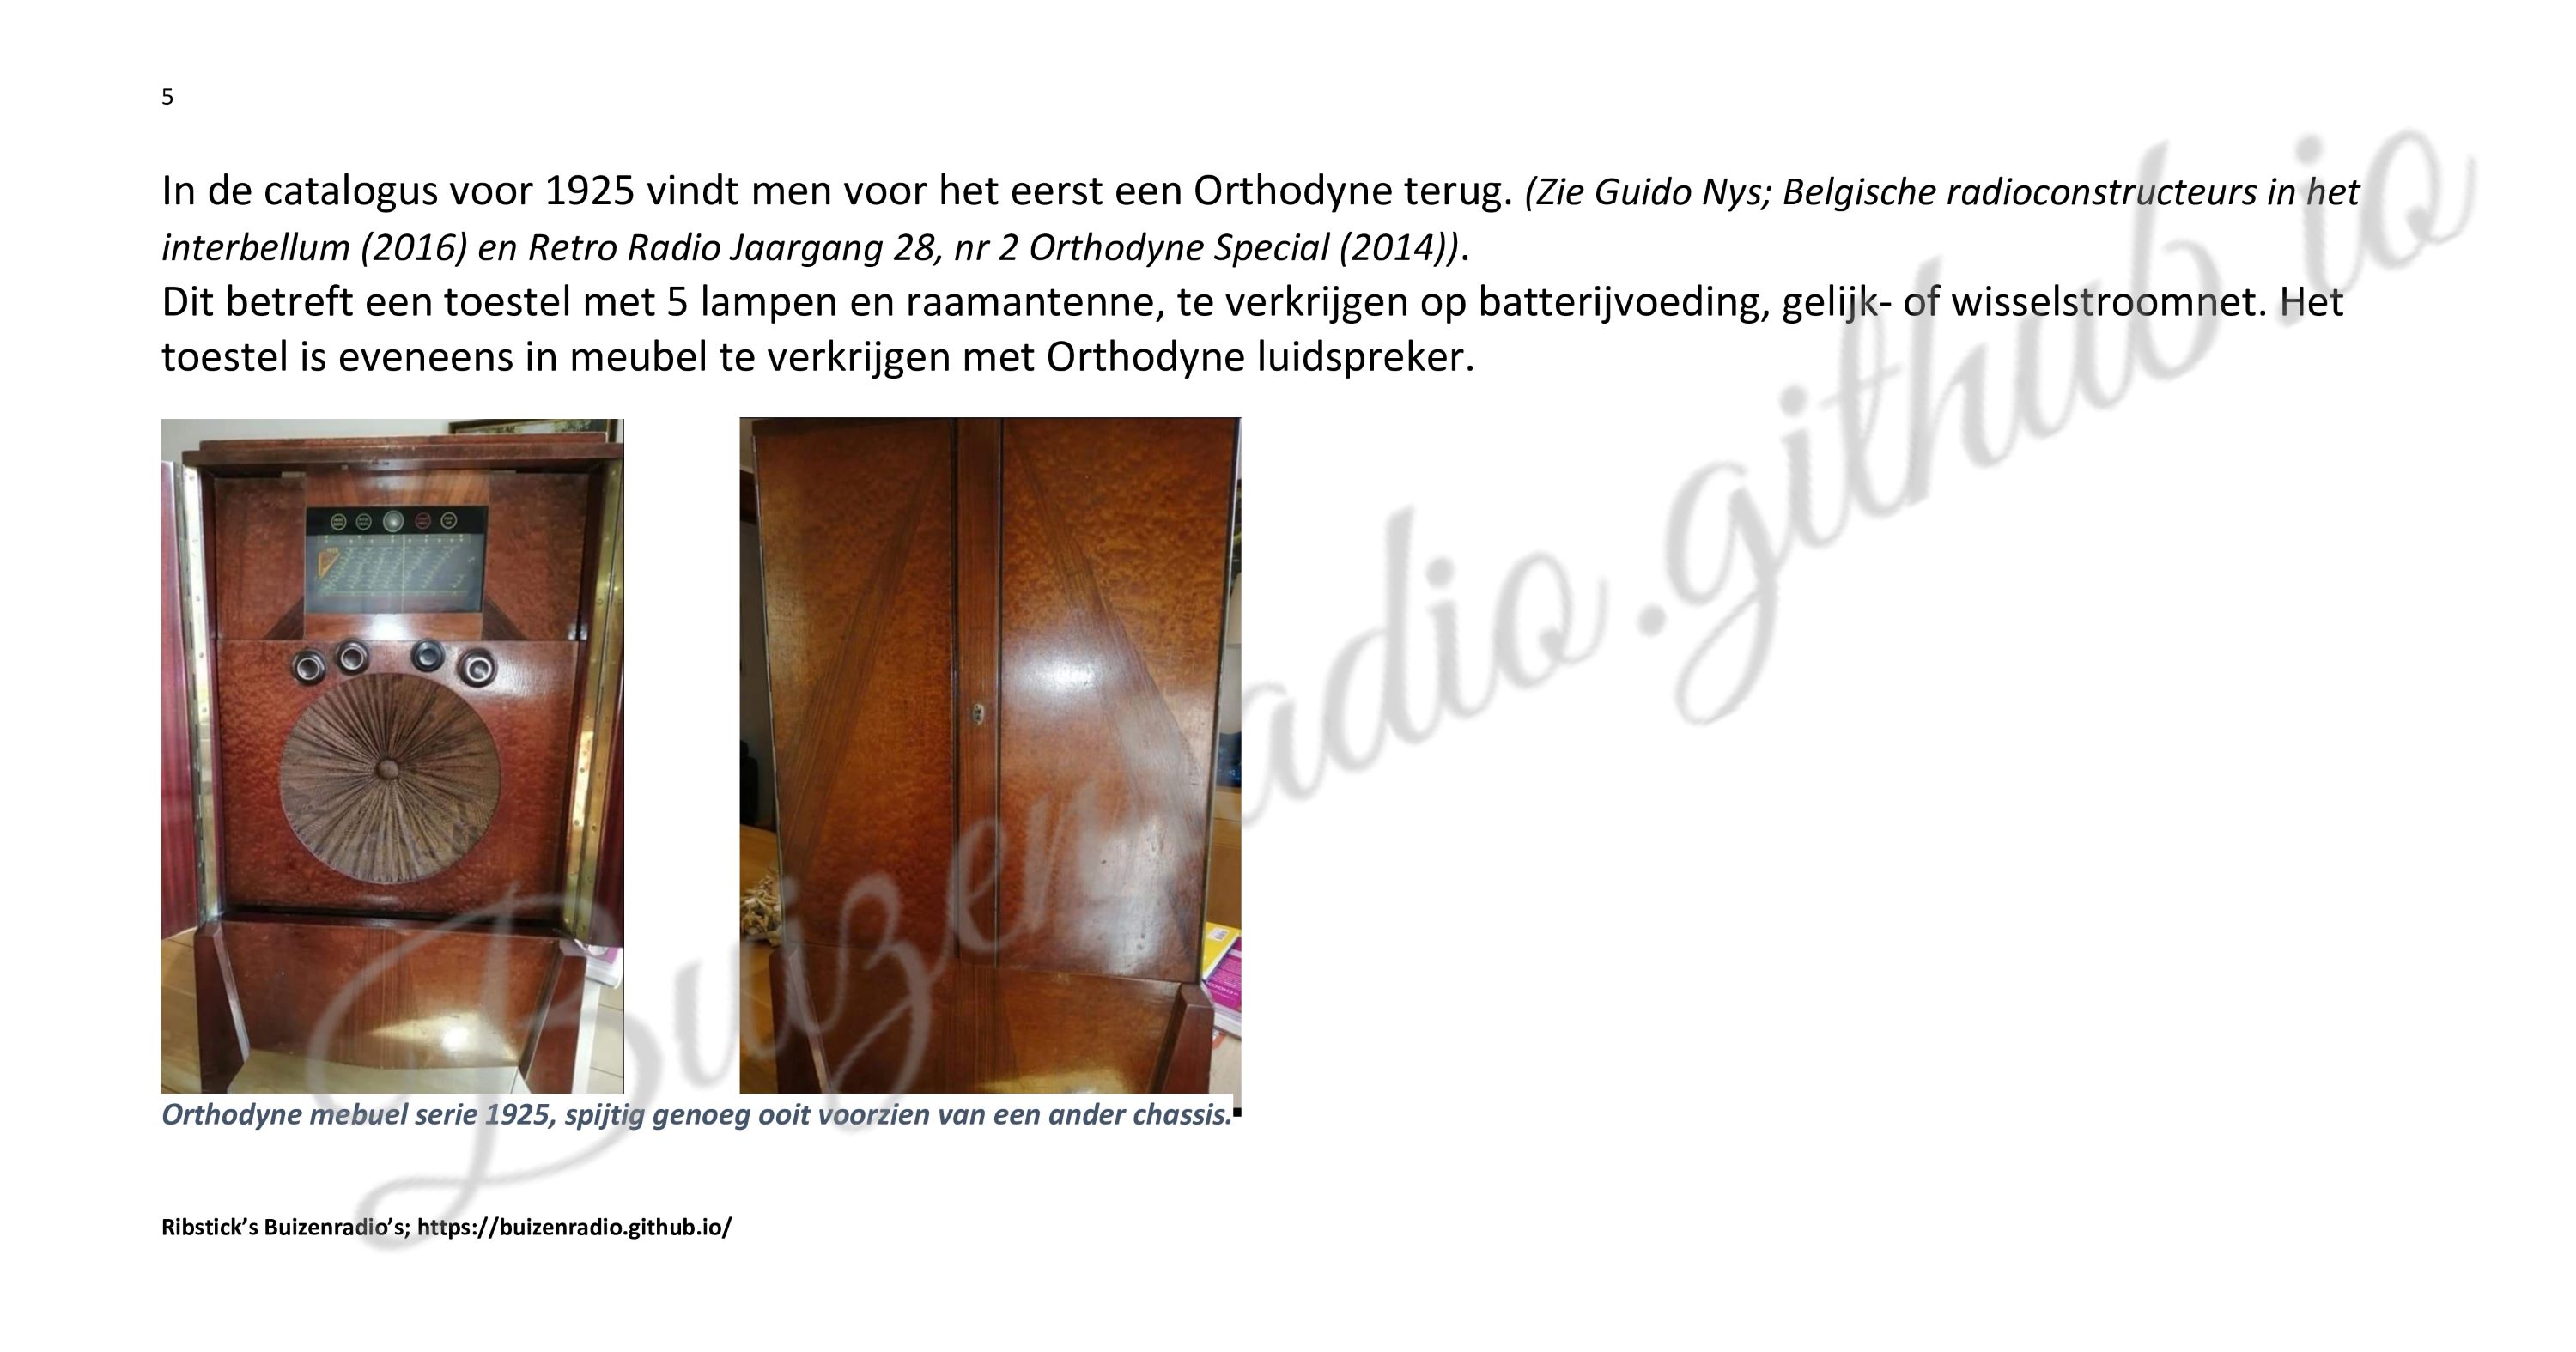 5
In de catalogus voor 1925 vindt men voor het eerst een Orthodyne terug. (Zie Guido Nys; Belgische radioconstructeurs in het
interbellum (2016) en Retro Radio Jaargang 28, nr 2 Orthodyne Special (2014)).
Dit betreft een toestel met 5 lampen en raamantenne, te verkrijgen op batterijvoeding, gelijk- of wisselstroomnet. Het
toestel is eveneens in meubel te verkrijgen met Orthodyne luidspreker.
Orthodyne mebuel serie 1925, spijtig genoeg ooit voorzien van een ander chassis.
Ribstick’s Buizenradio’s; https://buizenradio.github.io/
Buizenradio.github.io